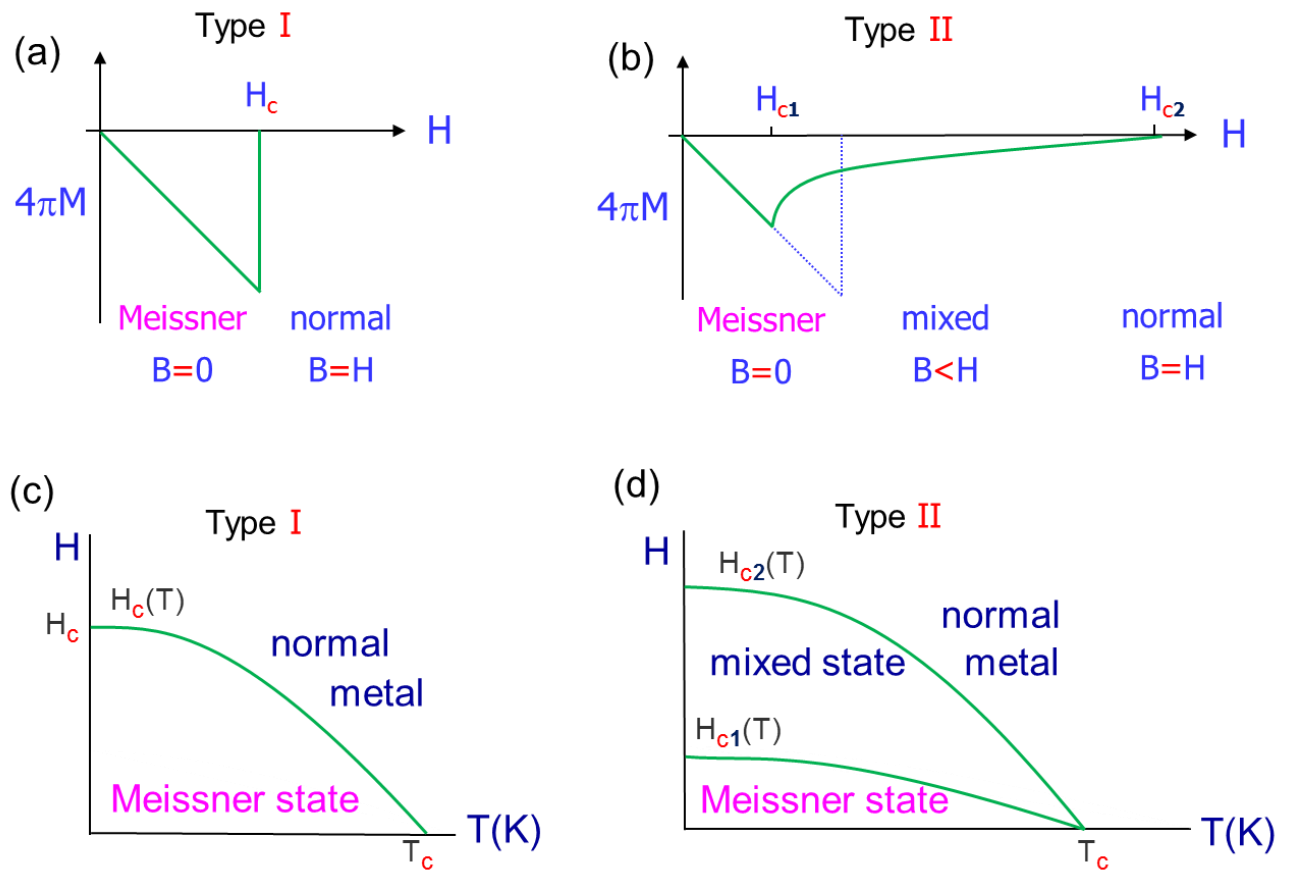 (a)
Type I
Hc
H
4πM
Meissner normal
B=0 B=H
(b)
Type II
Hc1
Hc2
H
4πM
Meissner mixed normal
B=0 B<H B=H
(c)
Type I
H
Hc(T)
Hc
normal
metal
Meissner state
T(K)
Tc
(d)
Type II
H
Hc2(T)
normal
metal
mixed state
Hc1(T)
Meissner state
T(K)
Tc